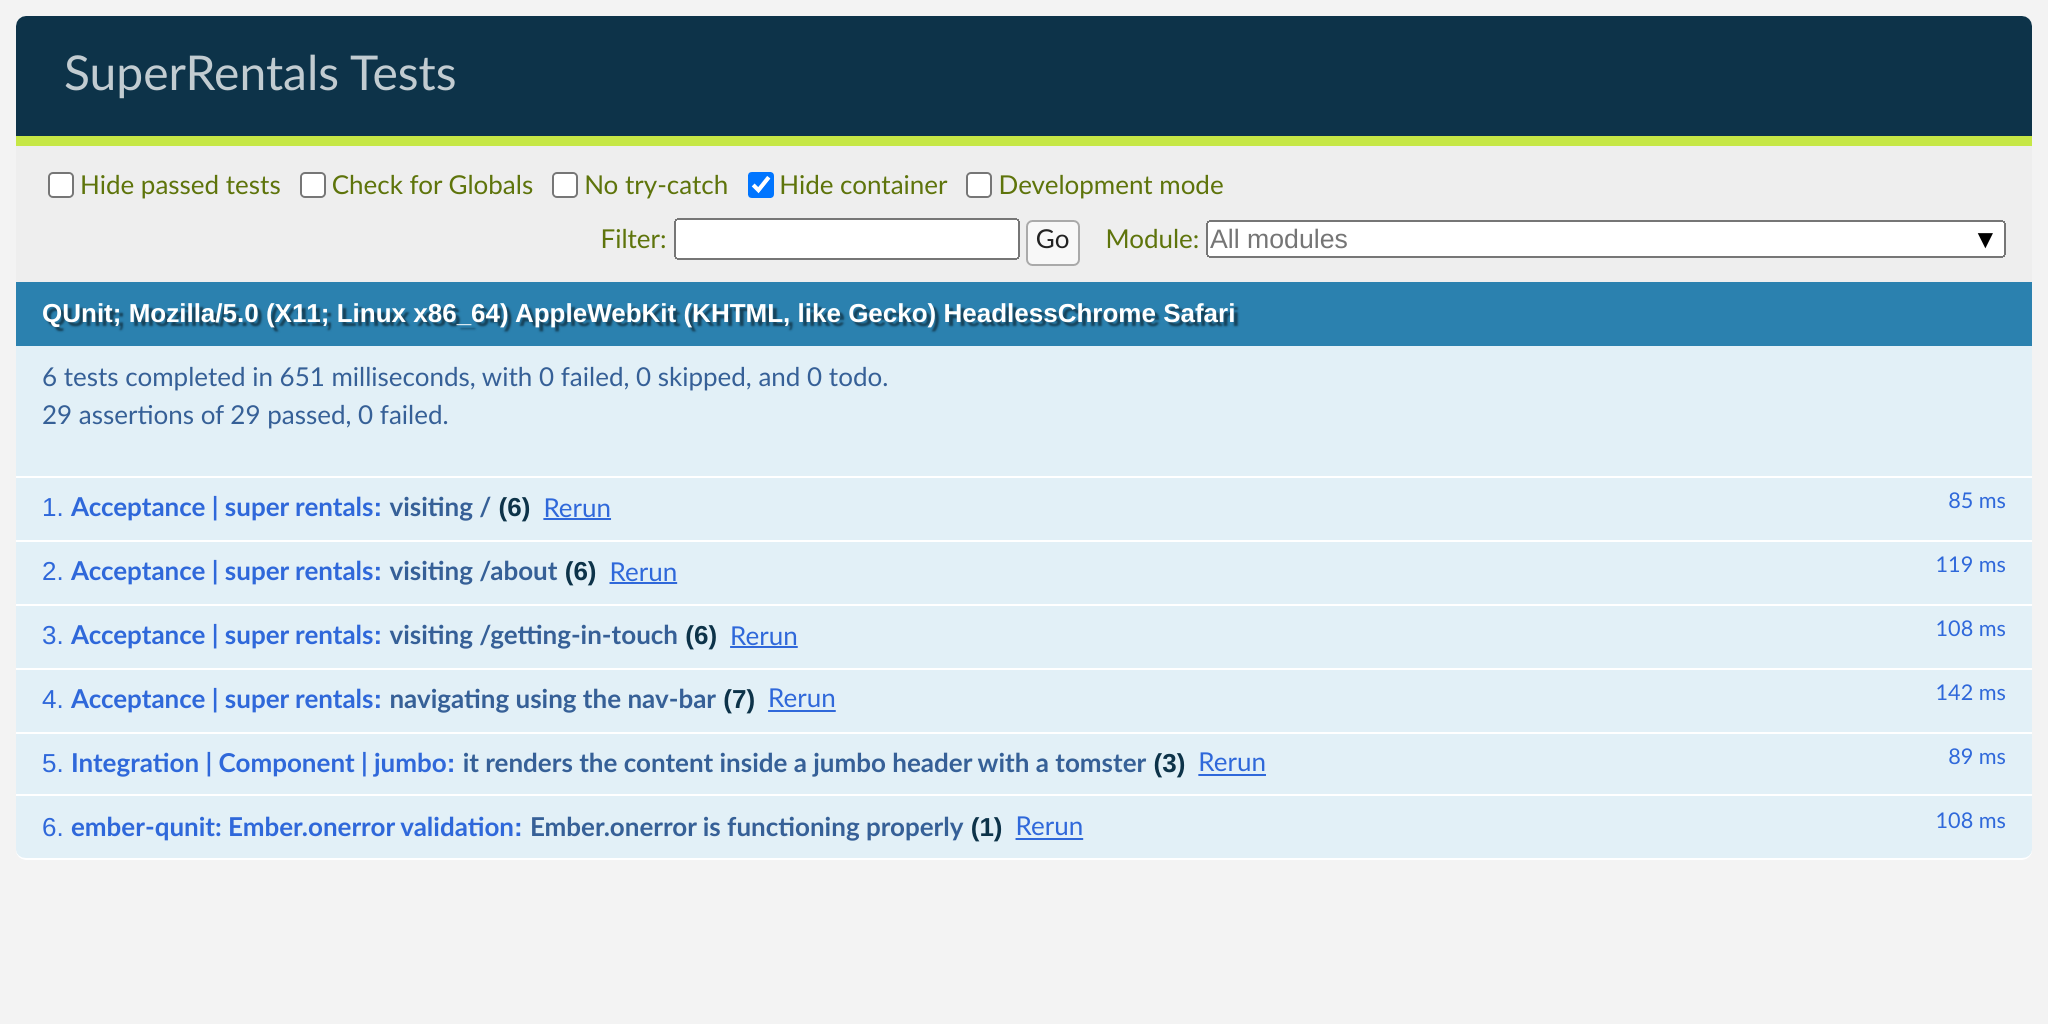 SuperRentals Tests
Hide passed tests Check for Globals No try-catch Hide container Development mode
Filter: Go Module: All modules ▼
QUnit; Mozilla/5.0 (X11; Linux x86_64) AppleWebKit (KHTML, like Gecko) HeadlessChrome Safari
6 tests completed in 651 milliseconds, with 0 failed, 0 skipped, and 0 todo.
29 assertions of 29 passed, 0 failed.
1. Acceptance | super rentals: visiting / (6) Rerun 85 ms
2. Acceptance | super rentals: visiting /about (6) Rerun 119 ms
3. Acceptance | super rentals: visiting /getting-in-touch (6) Rerun 108 ms
4. Acceptance | super rentals: navigating using the nav-bar (7) Rerun 142 ms
5. Integration | Component | jumbo: it renders the content inside a jumbo header with a tomster (3) Rerun 89 ms
6. ember-qunit: Ember.onerror validation: Ember.onerror is functioning properly (1) Rerun 108 ms